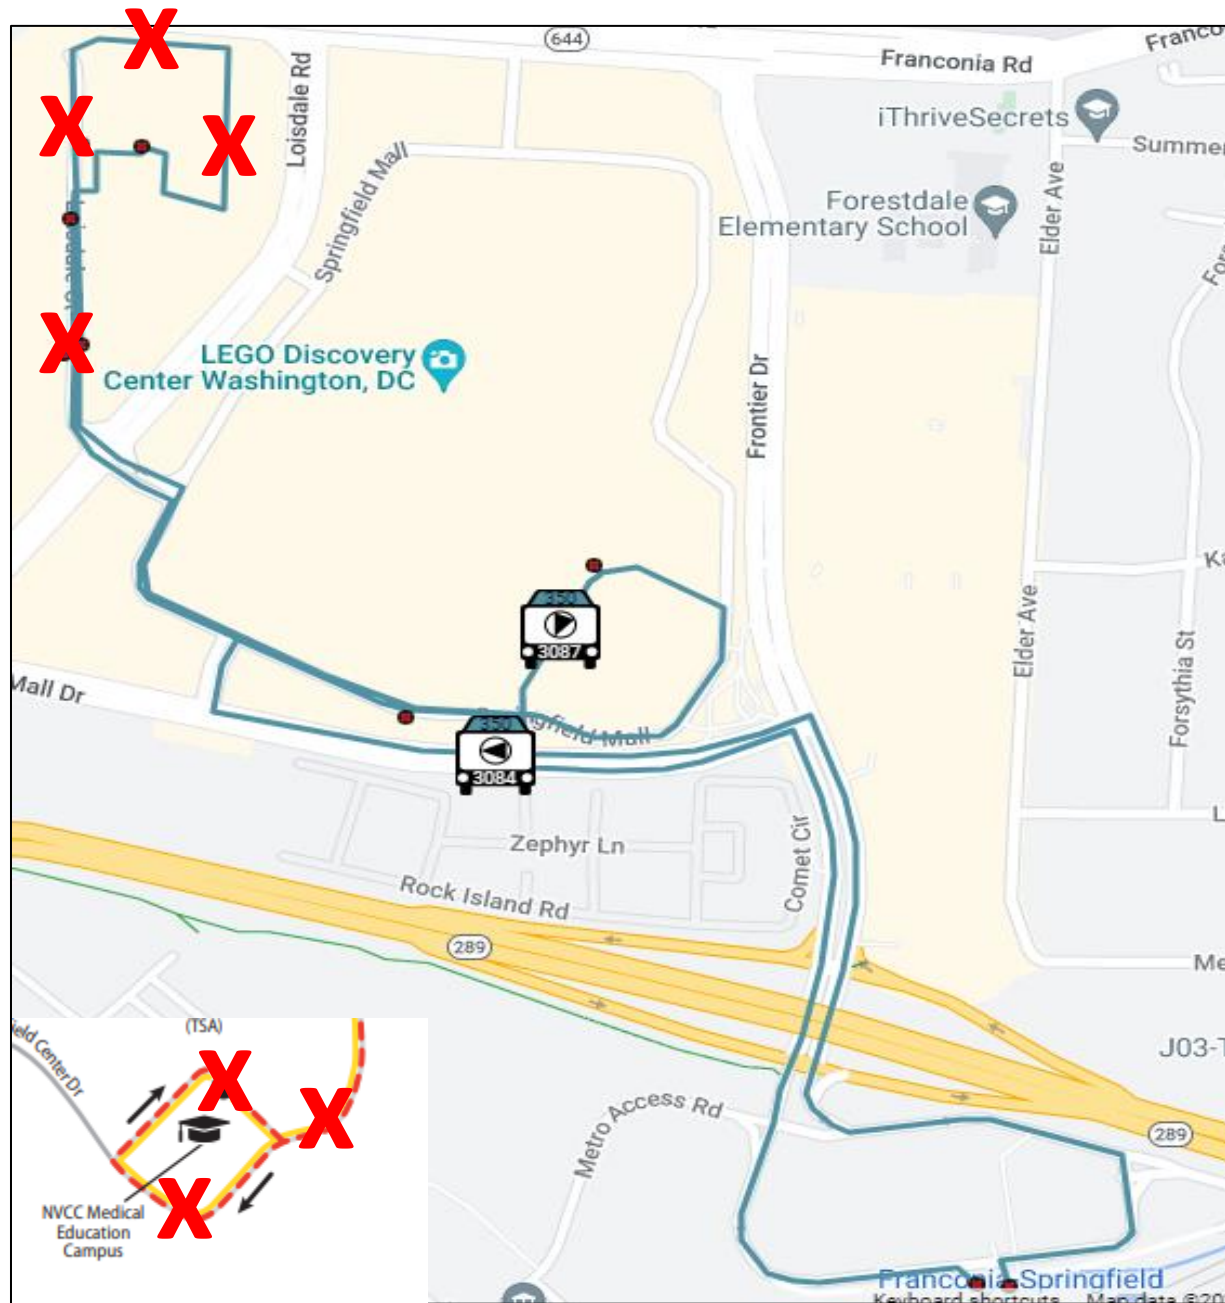 644
Franconia Rd
Franco
Loisdale Rd
iThriveSecrets
Summer
Springfield Mall
Elder Ave
Forestdale
Elementary School
LEGO Discovery
Center Washington, DC
Frontier Dr
350
3087
Elder Ave
Forsythia St
Mall Dr
350
3084
Springfield Mall
Zephyr Ln
Comet Cir
Rock Island Rd
289
Me
J03-T
(TSA)
ield Center Dr
Metro Access Rd
289
NVCC Medical
Education
Campus
Franconia-Springfield
Keyboard shortcuts
Map data ©20